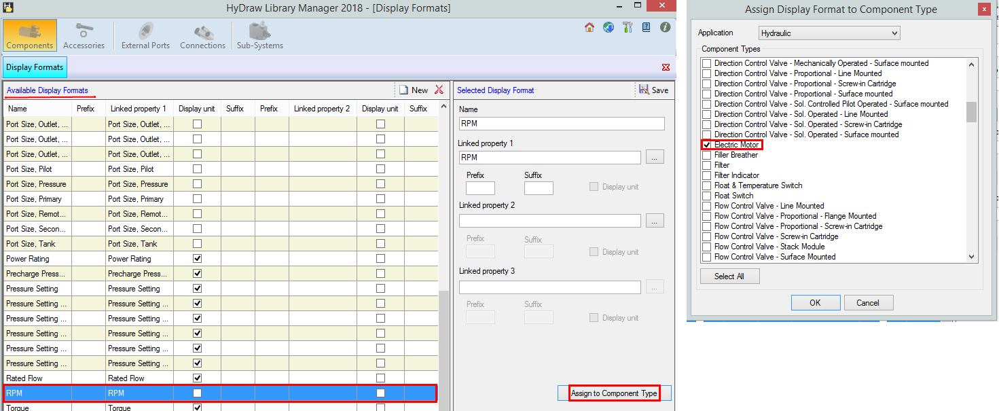 HyDraw Library Manager 2018 - [Display Formats]
Components Accessories External Ports Connections Sub-Systems
Display Formats
Available Display Formats New
Name Prefix Linked property 1 Display unit Suffix Prefix Linked property 2 Display unit Suffix
Port Size, Outlet, ... Port Size, Outlet, ...
Port Size, Outlet, ... Port Size, Outlet, ...
Port Size, Outlet, ... Port Size, Outlet, ...
Port Size, Pilot Port Size, Pilot
Port Size, Pressure Port Size, Pressure
Port Size, Primary Port Size, Primary
Port Size, Remot... Port Size, Remot...
Port Size, Secon... Port Size, Secon...
Port Size, Tank Port Size, Tank
Power Rating Power Rating
Precharge Press... Precharge Press...
Pressure Setting Pressure Setting
Pressure Setting ... Pressure Setting ...
Pressure Setting ... Pressure Setting ...
Pressure Setting ... Pressure Setting ...
Pressure Setting ... Pressure Setting ...
Pressure Setting ... Pressure Setting ...
Rated Flow Rated Flow
RPM RPM
Torque Torque
Selected Display Format Save
Name
RPM
Linked property 1
RPM ...
Prefix Suffix
Display unit
Linked property 2
...
Prefix Suffix
Display unit
Linked property 3
...
Prefix Suffix
Display unit
Assign to Component Type
Assign Display Format to Component Type
Application Hydraulic
Component Types
Direction Control Valve - Mechanically Operated - Surface mounted
Direction Control Valve - Proportional - Line Mounted
Direction Control Valve - Proportional - Screw-in Cartridge
Direction Control Valve - Proportional - Surface mounted
Direction Control Valve - Sol. Controlled Pilot Operated - Surface mounted
Direction Control Valve - Sol. Operated - Line Mounted
Direction Control Valve - Sol. Operated - Screw-in Cartridge
Direction Control Valve - Sol. Operated - Surface mounted
Electric Motor
Filler Breather
Filter
Filter Indicator
Float & Temperature Switch
Float Switch
Flow Control Valve - Line Mounted
Flow Control Valve - Proportional - Flange Mounted
Flow Control Valve - Proportional - Screw-in Cartridge
Flow Control Valve - Screw-in Cartridge
Flow Control Valve - Stack Module
Flow Control Valve - Surface Mounted
Select All
OK Cancel